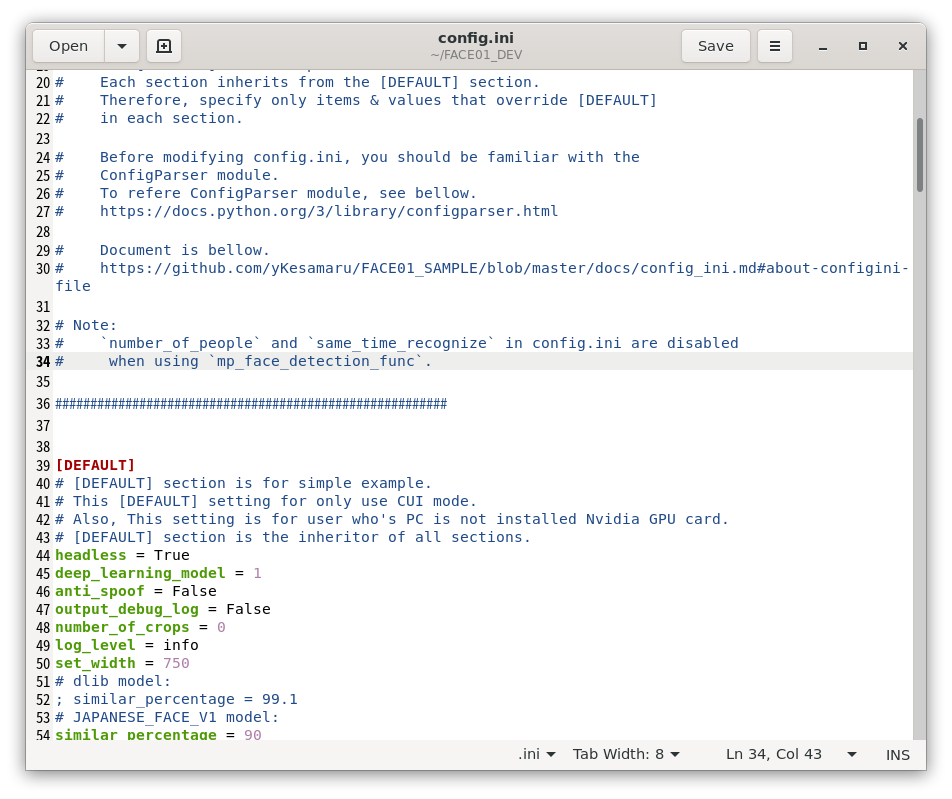 Open
config.ini
~/FACE01_DEV
Save
20 #    Each section inherits from the [DEFAULT] section.
21 #    Therefore, specify only items & values that override [DEFAULT]
22 #    in each section.
23
24 #    Before modifying config.ini, you should be familiar with the
25 #    ConfigParser module.
26 #    To refere ConfigParser module, see bellow.
27 #    https://docs.python.org/3/library/configparser.html
28
29 #    Document is bellow.
30 #    https://github.com/yKesamaru/FACE01_SAMPLE/blob/master/docs/config_ini.md#about-configini-
file
31
32 # Note:
33 #    `number_of_people` and `same_time_recognize` in config.ini are disabled
34 #     when using `mp_face_detection_func`.
35
36 ########################################################
37
38
39 [DEFAULT]
40 # [DEFAULT] section is for simple example.
41 # This [DEFAULT] setting for only use CUI mode.
42 # Also, This setting is for user who's PC is not installed Nvidia GPU card.
43 # [DEFAULT] section is the inheritor of all sections.
44 headless = True
45 deep_learning_model = 1
46 anti_spoof = False
47 output_debug_log = False
48 number_of_crops = 0
49 log_level = info
50 set_width = 750
51 # dlib model:
52 ; similar_percentage = 99.1
53 # JAPANESE_FACE_V1 model:
54 similar_percentage = 90
.ini
Tab Width: 8
Ln 34, Col 43
INS